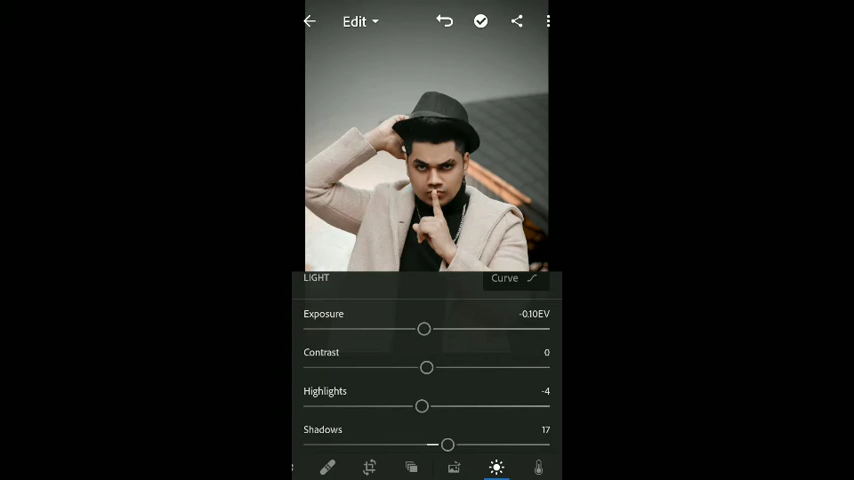 Edit
LIGHT
Curve
Exposure -0.10EV
Contrast 0
Highlights -4
Shadows 17